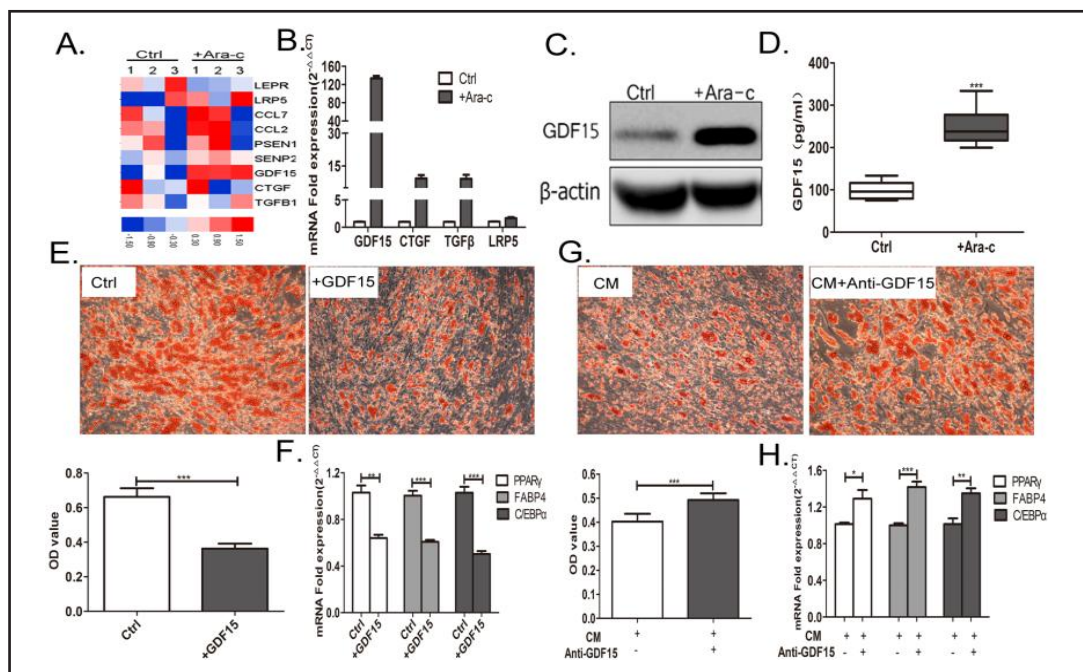 A.
Ctrl +Ara-c
1 2 3 1 2 3
LEPR
LRP5
CCL7
CCL2
PSEN1
SENP2
GDF15
CTGF
TGFB1
-1.50 -0.90 -0.30 0.30 0.90 1.50
B.
mRNA Fold expression(2^-△△CT)
160
120
80
40
30
15
5
0
Ctrl
+Ara-c
GDF15 CTGF TGFβ LRP5
C.
Ctrl +Ara-c
GDF15
β-actin
D.
GDF15 (pg/ml)
400
300
200
100
0
***
Ctrl +Ara-c
E.
Ctrl
+GDF15
OD value
0.8
0.6
0.4
0.2
0.0
***
Ctrl +GDF15
F.
mRNA Fold expression(2^-△△CT)
1.2
0.9
0.6
0.3
0.0
** *** ***
PPARγ
FABP4
C/EBPα
Ctrl +GDF15 Ctrl +GDF15 Ctrl +GDF15
G.
CM
CM+Anti-GDF15
OD value
0.6
0.5
0.4
0.3
0.2
0.1
0.0
***
CM + +
Anti-GDF15 - +
H.
mRNA Fold expression(2^-△△CT)
1.6
1.2
0.8
0.4
0.0
* *** **
PPARγ
FABP4
C/EBPα
CM + + + + + +
Anti-GDF15 - + - + - +